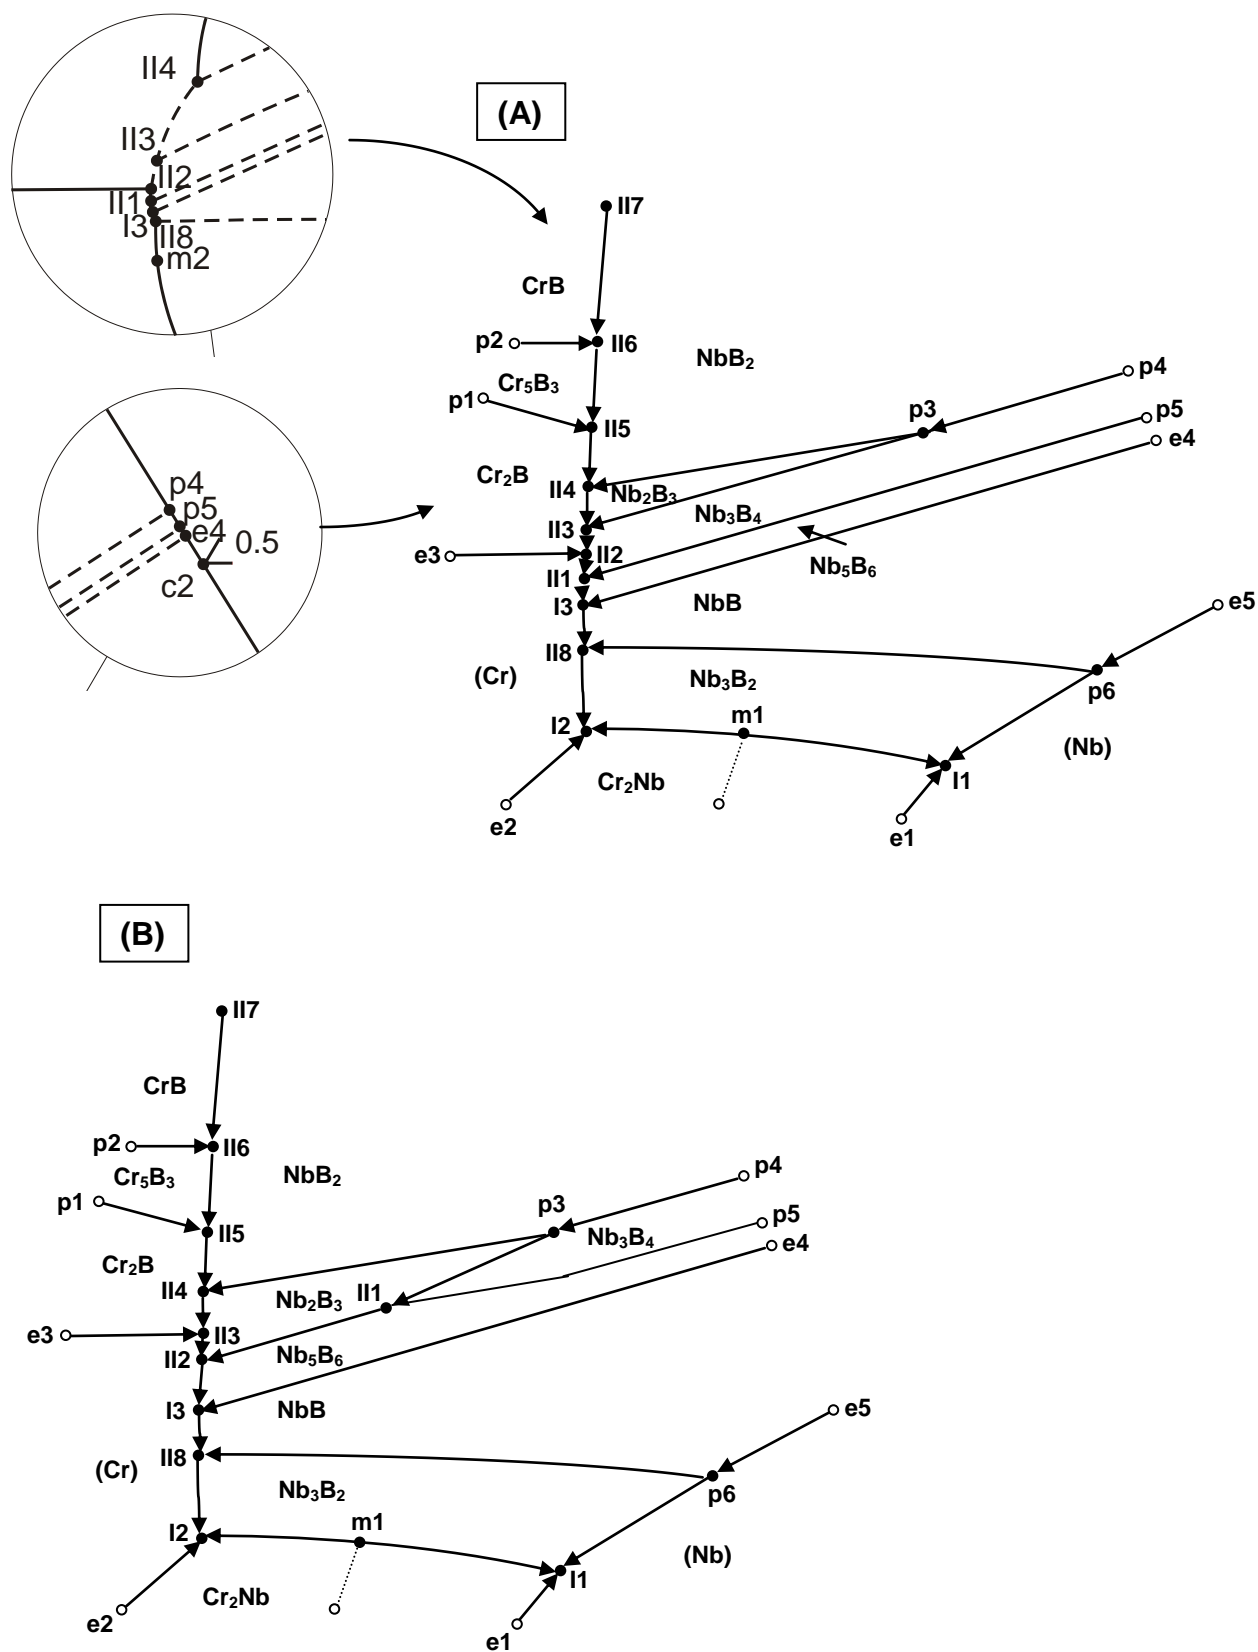 II4
II3
II2
II1
I3
II8
m2
(A)
II7
CrB
p2
II6
NbB₂
Cr₅B₃
p1
II5
p4
p3
p5
e4
Cr₂B
II4
Nb₂B₃
Nb₃B₄
II3
e3
II2
Nb₅B₆
II1
I3
NbB
e5
II8
(Cr)
Nb₃B₂
p6
m1
I2
(Nb)
Cr₂Nb
I1
e2
e1
p4
p5
e4
0.5
c2
(B)
II7
CrB
p2
II6
NbB₂
Cr₅B₃
p4
p1
p3
p5
II5
Nb₃B₄
e4
Cr₂B
II4
Nb₂B₃
II1
e3
II3
II2
Nb₅B₆
I3
NbB
e5
II8
(Cr)
Nb₃B₂
p6
m1
I2
(Nb)
I1
Cr₂Nb
e2
e1